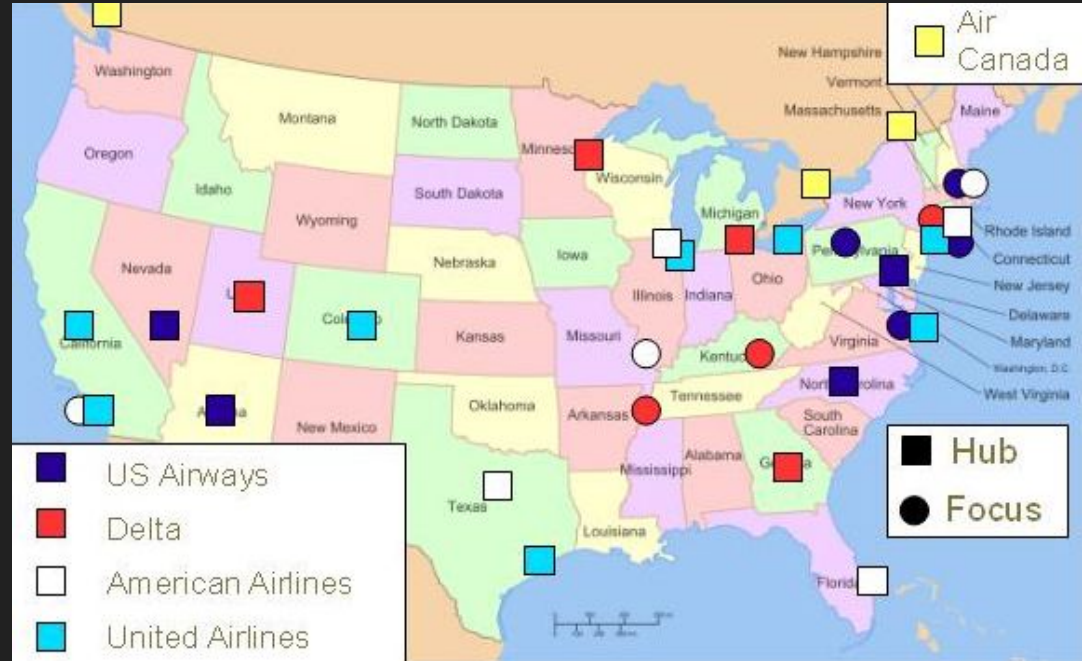 Air
Canada
New Hampshire
Vermont
Massachusetts
Maine
Washington
Montana
North Dakota
Oregon
Idaho
Wisconsin
South Dakota
Michigan
New York
Wyoming
Rhode Island
Iowa
Connecticut
Nebraska
Nevada
Ohio
New Jersey
Illinois
Indiana
Delaware
California
Kansas
Missouri
Virginia
Maryland
Kentuc
Washington, D.C.
West Virginia
Tennessee
Oklahoma
Arkansas
New Mexico
South
Carolina
Alabama
Mississippi
Texas
Louisiana
Florid
Hub
Focus
US Airways
Delta
American Airlines
United Airlines